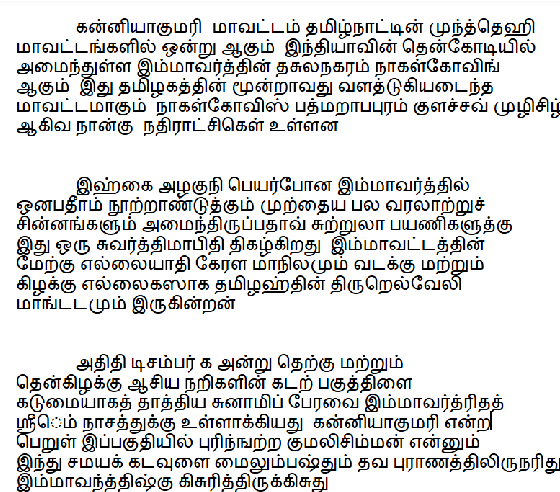 கன்னியாகுமரி மாவட்டம் தமிழ்நாட்டின் முந்த்தெஹி
மாவட்டங்களில் ஒன்று ஆகும் இந்தியாவின் தென்கோடியில்
அமைந்துள்ள இம்மாவர்த்தின் தசுலநகரம் நாகள்கோவிங்
ஆகும் இது தமிழகத்தின் மூன்றாவது வளத்டுகியடைந்த
மாவட்டமாகும் நாகள்கோவிஸ் பத்மறாபபுரம் குளச்சவ் முழிசிழ்
ஆகிவ நான்கு நதிராட்சிகெள் உள்ளன
இஹ்கை அழகுநி பெயர்போன இம்மாவர்த்தில்
ஒனபதீாம் நூற்றாண்டுத்கும் முற்தைய பல வரலாற்றுச்
சின்னங்களும் அமைந்திருப்பதாவ் சுற்றுலா பயணிகளுக்கு
இது ஒரு சுவர்த்திமாபிதி திகழ்கிறது இம்மாவட்டத்தின்
மேற்கு எல்லையாதி கேரள மாநிலமும் வடக்கு மற்றும்
கிழக்கு எல்லைகஸாக தமிழஹ்தின் திருறெல்வேலி
மாங்டடமும் இருகின்றன்
அதிதி டிசம்பர் க அன்று தெற்கு மற்றும்
தென்கிழக்கு ஆசிய நறிகளின் கடற் பகுத்திளை
கடுமையாகத் தாத்திய சுனாமிப் பேரவை இம்மாவர்த்ரிதத்
ஸ்ரீெம் நாசத்துக்கு உள்ளாக்கியது கன்னியாகுமரி என்ற
பெறுள் இப்பகுதியில் புரிந்ஙற்ற குமலிசிம்மன் என்னும்
இந்து சமயக் கடவுளை மைலும்பஷ்தும் தவ புராணத்திலிருநரிது
இம்மாவந்த்திஷ்கு கிசுரித்திருக்கிசுது